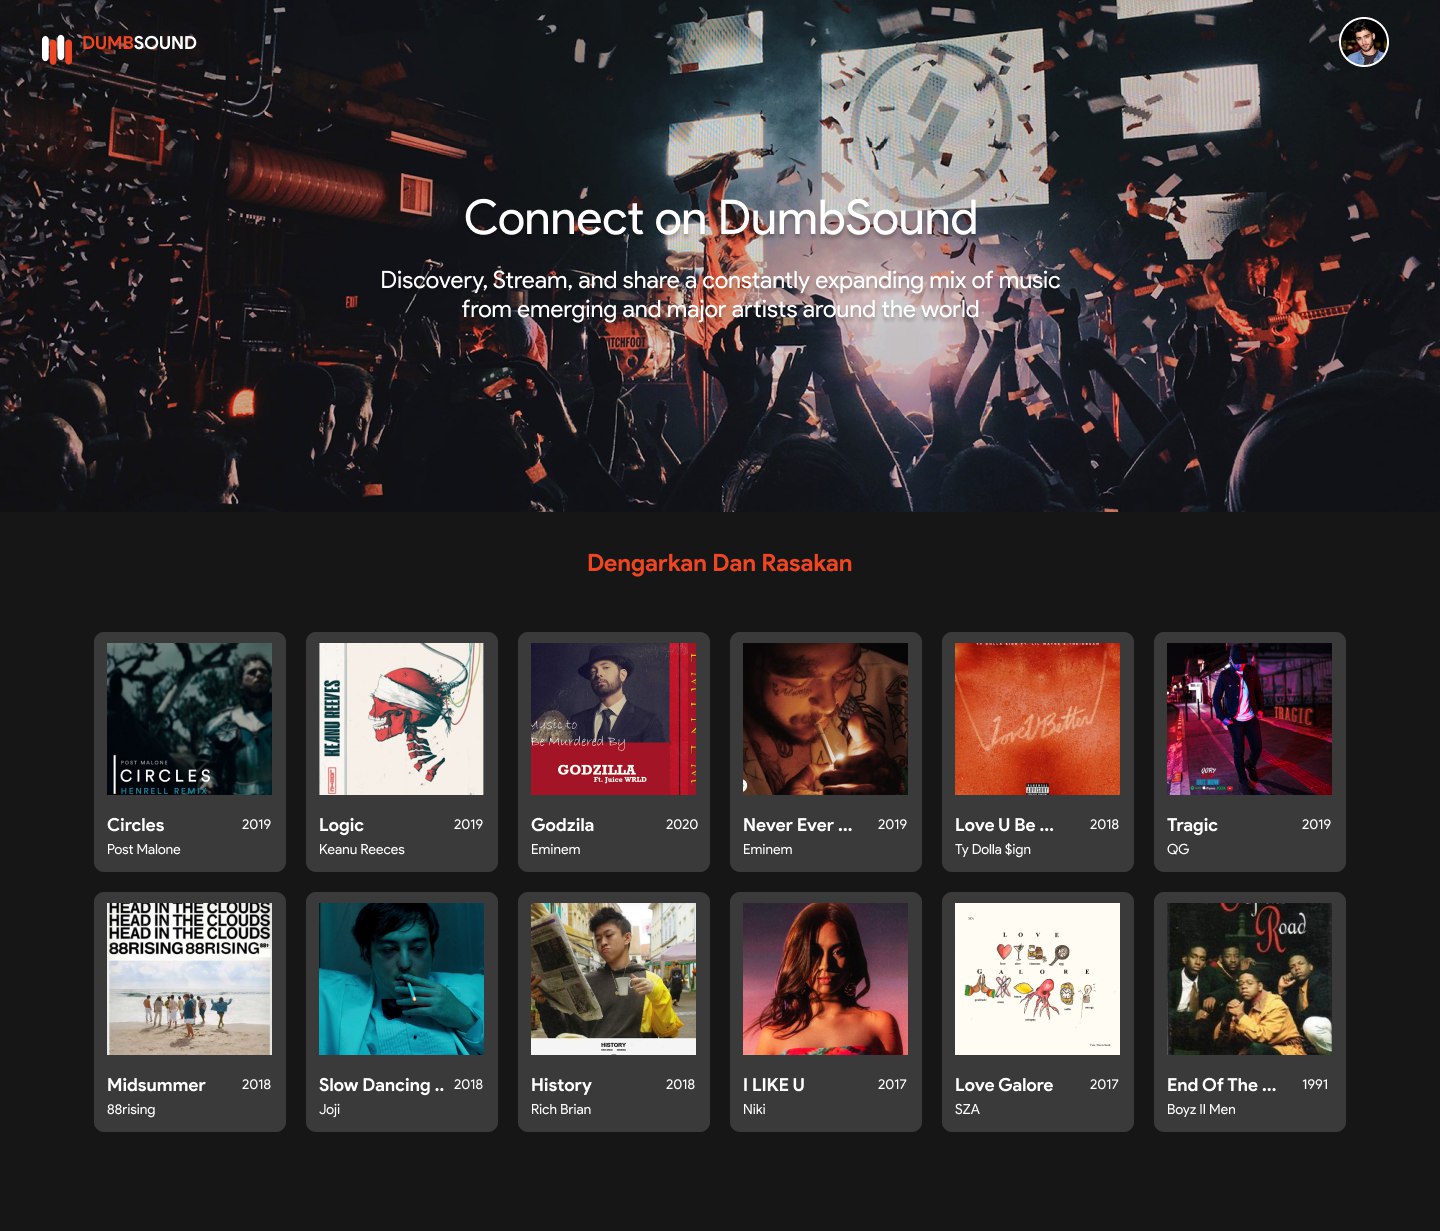 DUMBSOUND
Connect on DumbSound
Discovery, Stream, and share a constantly expanding mix of music
from emerging and major artists around the world
EXIT
ITCHFOOT
Dengarkan Dan Rasakan
POST MALONE
CIRCLES
HENRELL REMIX
Circles 2019
Post Malone
KEANU REEVES
Logic 2019
Keanu Reeces
Music to
Be Murdered By
GODZILLA
Ft. Juice WRLD
EMINEM
Godzila 2020
Eminem
Never Ever ... 2019
Eminem
Love U Better
Love U Be ... 2018
Ty Dolla $ign
TRAGIC
QORY
Tragic 2019
QG
HEAD IN THE CLOUDS
HEAD IN THE CLOUDS
HEAD IN THE CLOUDS
88RISING 88RISING
Midsummer 2018
88rising
Slow Dancing .. 2018
Joji
HISTORY
History 2018
Rich Brian
I LIKE U 2017
Niki
LOVE
GALORE
Love Galore 2017
SZA
Road
End Of The ... 1991
Boyz II Men